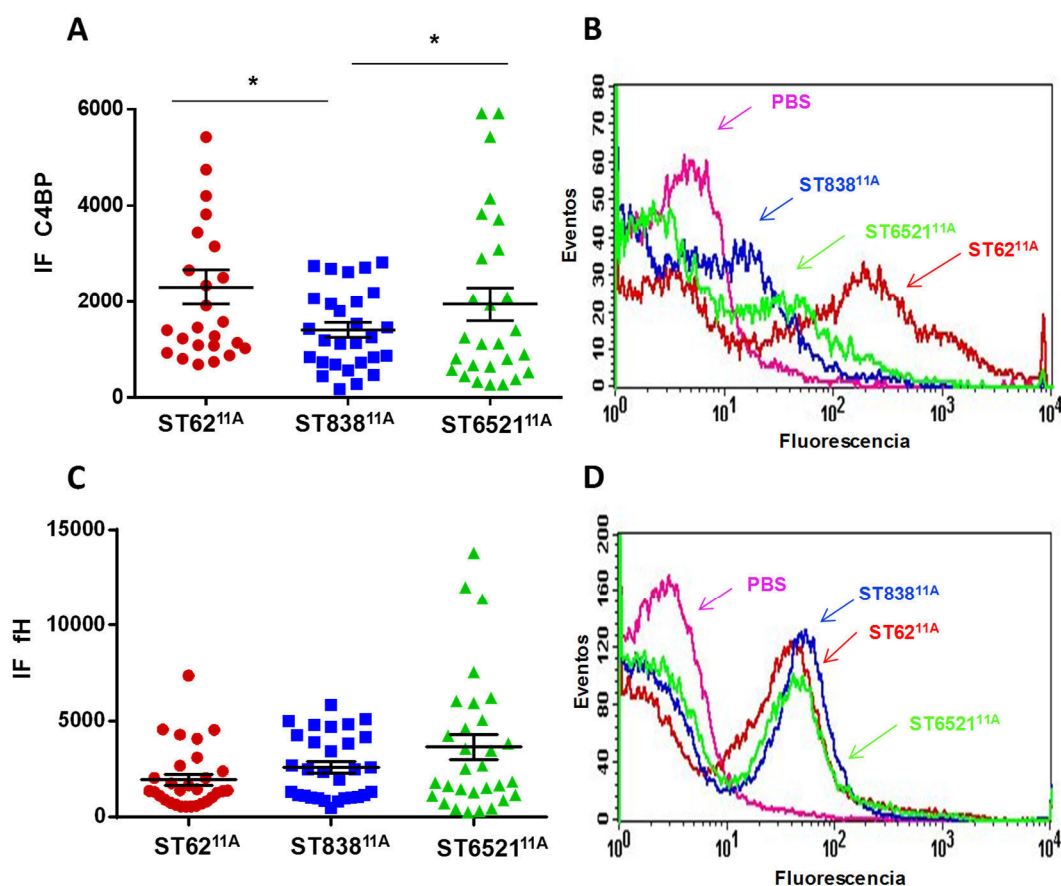 A
*
*
IF C4BP
6000
4000
2000
0
ST62¹¹ᴬ
ST838¹¹ᴬ
ST6521¹¹ᴬ
B
Eventos
80
70
60
50
40
30
20
10
0
PBS
ST838¹¹ᴬ
ST6521¹¹ᴬ
ST62¹¹ᴬ
10⁰
10¹
10²
10³
10⁴
Fluorescencia
C
IF fH
15000
10000
5000
0
ST62¹¹ᴬ
ST838¹¹ᴬ
ST6521¹¹ᴬ
D
Eventos
200
160
120
80
40
0
PBS
ST838¹¹ᴬ
ST62¹¹ᴬ
ST6521¹¹ᴬ
10⁰
10¹
10²
10³
10⁴
Fluorescencia